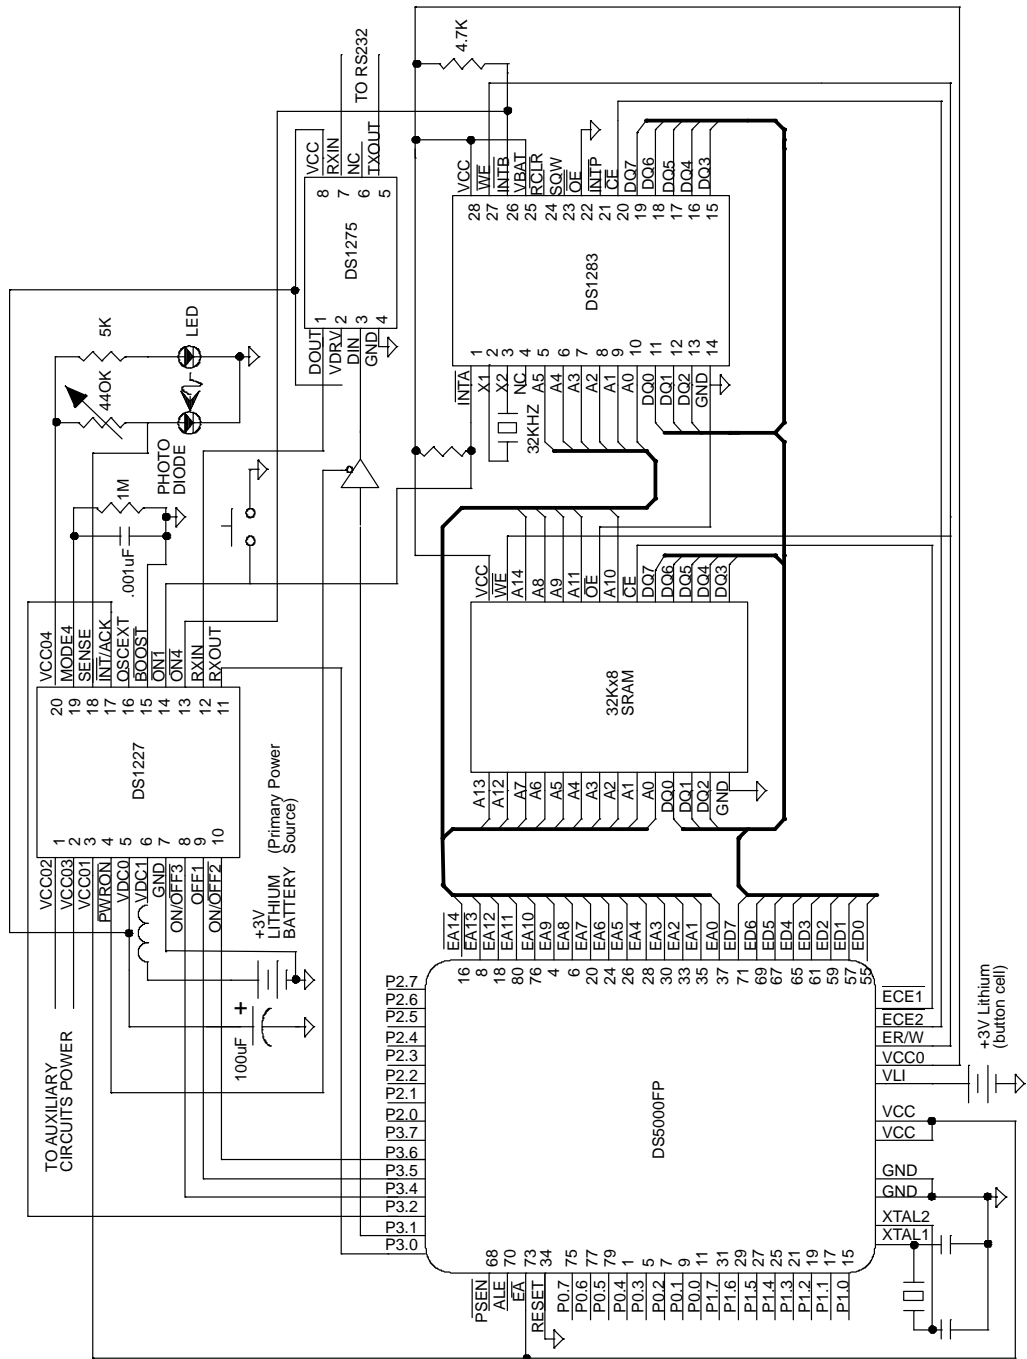 TO AUXILIARY
CIRCUITS POWER
VCC02 1
VCC03 2
VCC01 3
PWRON 4
VDC0 5
VDC1 6
GND 7
ON/OFF3 8
OFF1 9
ON/OFF2 10
DS1227
20 VCC04
19 MODE4
18 SENSE
17 INT/ACK
16 OSCEXT
15 BOOST
14 ON1
13 ON4
12 RXIN
11 RXOUT
100uF
+
+3V
LITHIUM
BATTERY
(Primary Power
Source)
.001uF
1M
PHOTO
DIODE
440K
5K
LED
DOUT 1
VDRV 2
DIN 3
GND 4
DS1275
8 VCC
7 RXIN
6 NC
5 TXOUT
TO RS232
4.7K
INTA 1
X1 2
X2 3
NC 4
A5 5
A4 6
A3 7
A2 8
A1 9
A0 10
DQ0 11
DQ1 12
DQ2 13
GND 14
32KHZ
DS1283
28 VCC
27 WE
26 INTB
25 VBAT
24 RCLR
23 SQW
22 OE
21 INTP
20 CE
19 DQ7
18 DQ6
17 DQ5
16 DQ4
15 DQ3
A13
A12
A7
A6
A5
A4
A3
A2
A1
A0
DQ0
DQ1
DQ2
GND
32Kx8
SRAM
VCC
WE
A14
A8
A9
A11
OE
A10
CE
DQ7
DQ6
DQ5
DQ4
DQ3
P3.0
P3.1
P3.2
P3.4
P3.5
P3.6
P3.7
P2.0
P2.1
P2.2
P2.3
P2.4
P2.5
P2.6
P2.7
DS5000FP
16 EA14
8 EA13
18 EA12
80 EA11
76 EA10
4 EA9
6 EA8
20 EA7
24 EA6
26 EA5
28 EA4
30 EA3
33 EA2
35 EA1
37 EA0
71 ED7
69 ED6
67 ED5
65 ED4
61 ED3
59 ED2
57 ED1
55 ED0
PSEN 68
ALE 70
EA 73
RESET 34
P0.7 75
P0.6 77
P0.5 79
P0.4 1
P0.3 5
P0.2 7
P0.1 9
P0.0 11
P1.7 31
P1.6 29
P1.5 27
P1.4 25
P1.3 21
P1.2 19
P1.1 17
P1.0 15
XTAL1
XTAL2
GND
GND
VCC
VCC
VLI
VCC0
ER/W
ECE2
ECE1
+3V Lithium
(button cell)